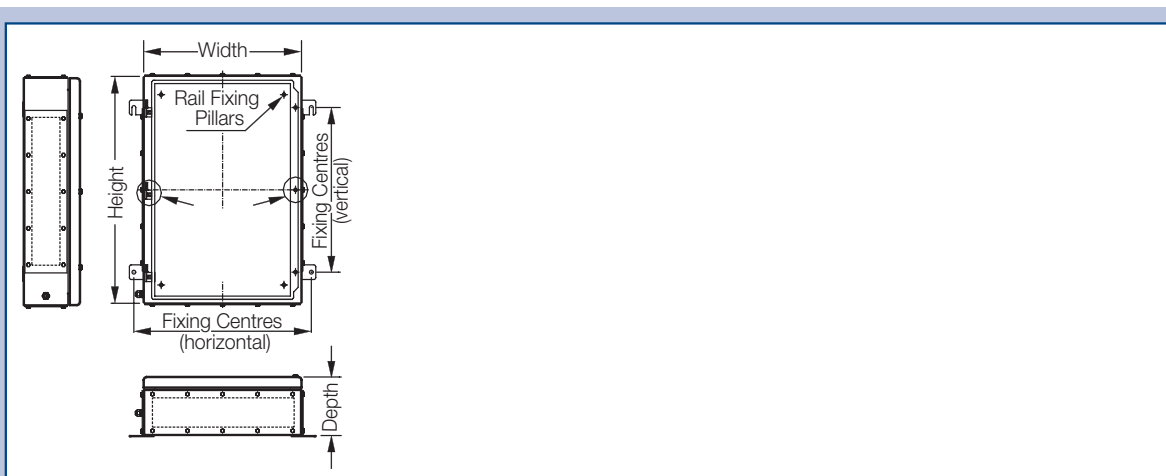 Width
Rail Fixing
Pillars
Height
Fixing Centres
(vertical)
Fixing Centres
(horizontal)
Depth